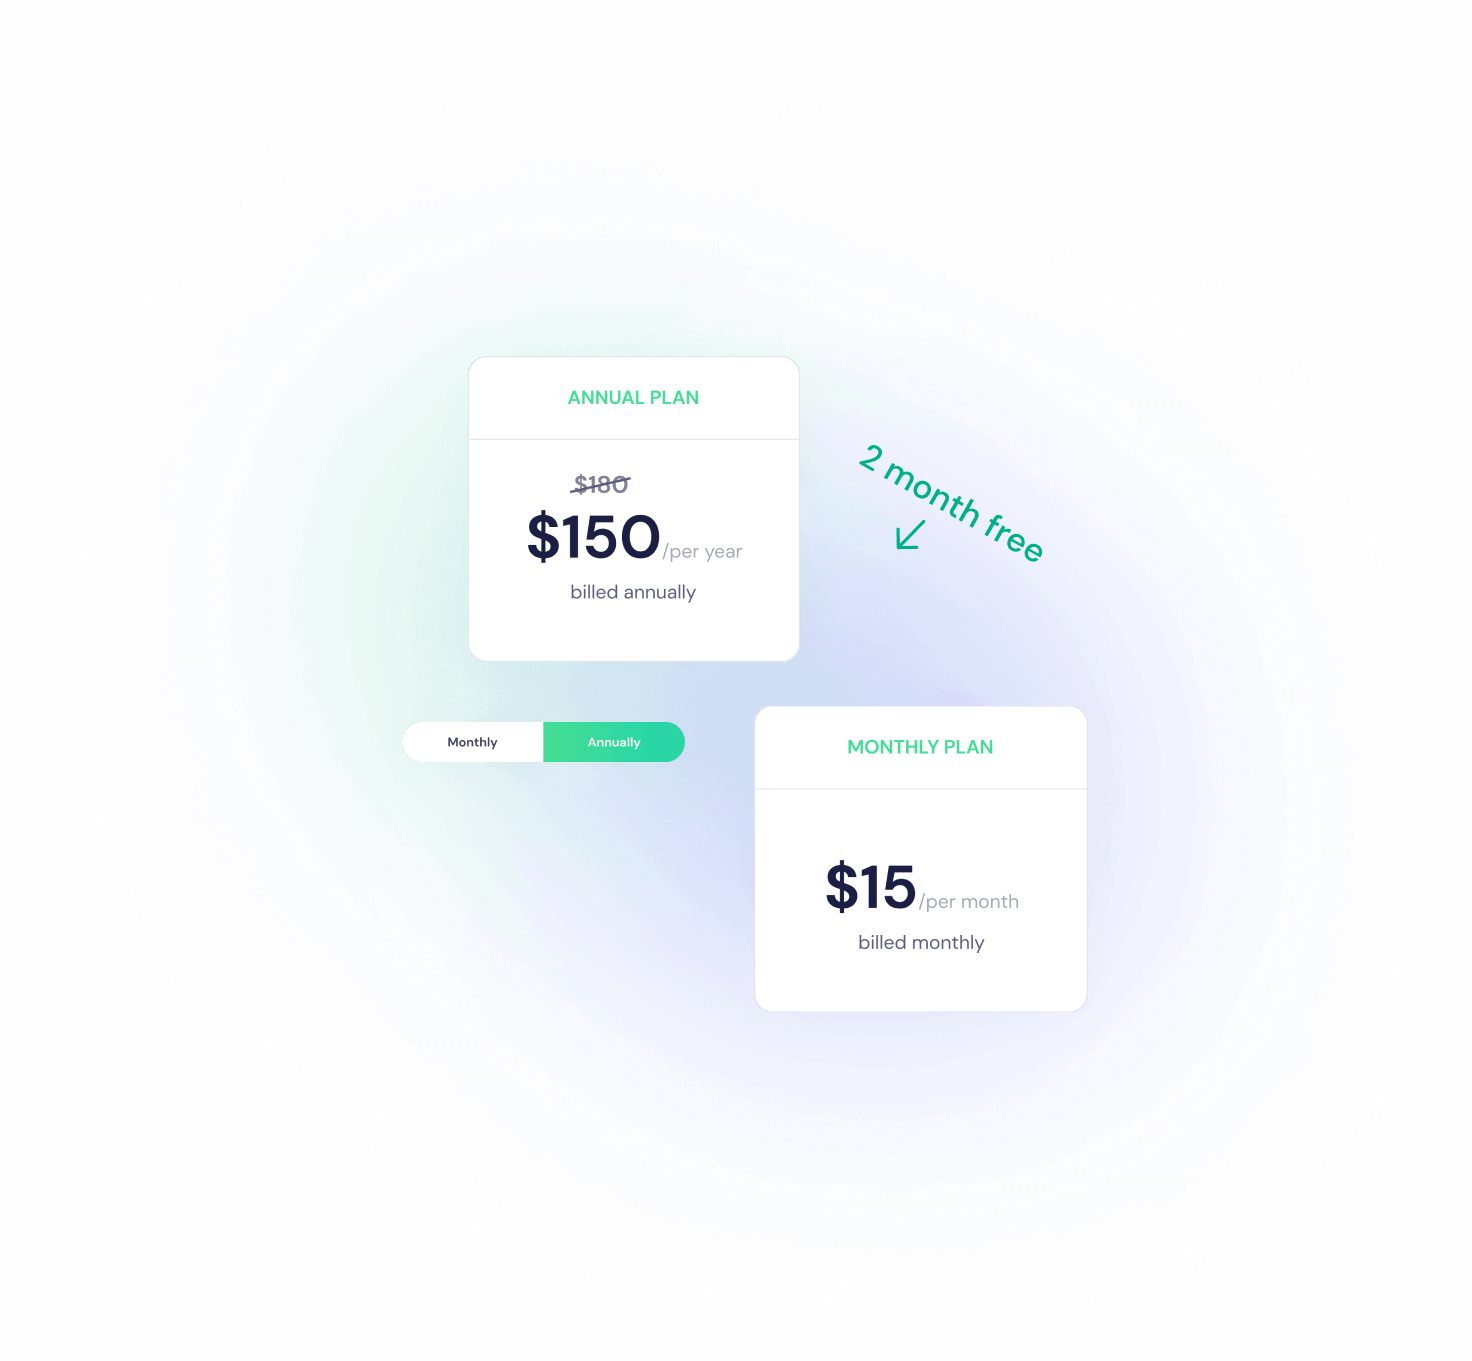 ANNUAL PLAN
$180
$150/per year
billed annually
2 month free
Monthly
Annually
MONTHLY PLAN
$15/per month
billed monthly